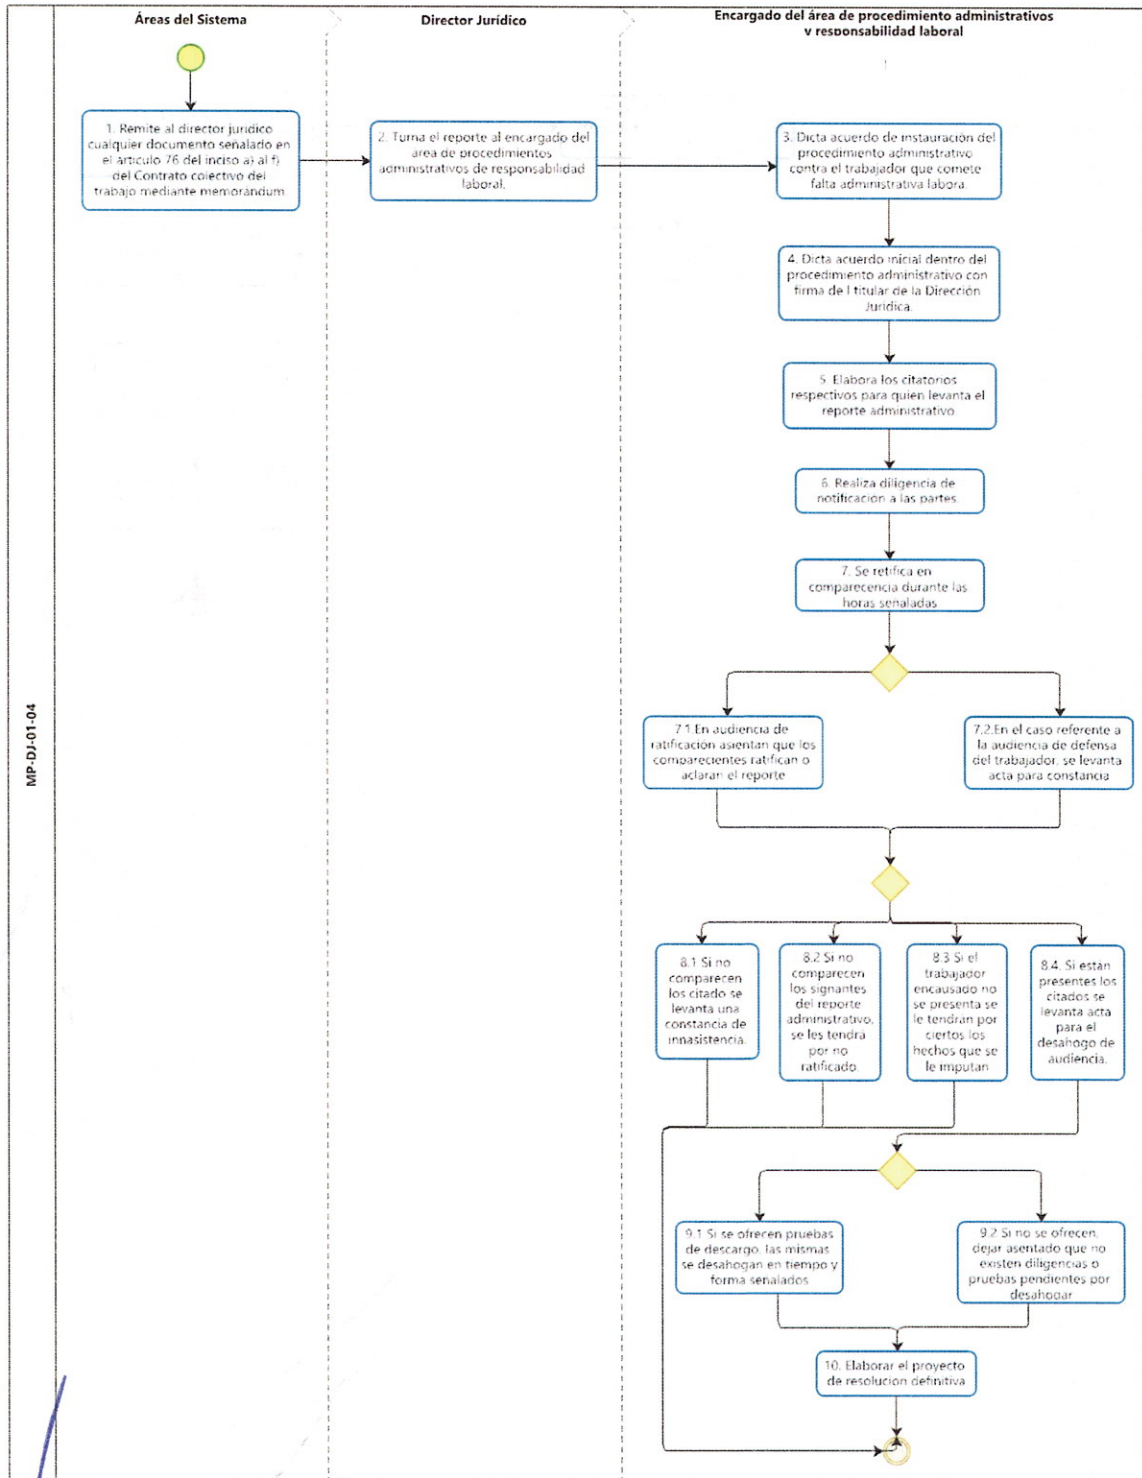 Áreas del Sistema
Director Jurídico
Encargado del área de procedimiento administrativos
y responsabilidad laboral
MP-DJ-01-04
1. Remite al director juridico
cualquier documento señalado en
el articulo 76 del inciso a) al f)
del Contrato colectivo del
trabajo mediante memorándum
2. Turna el reporte al encargado del
area de procedimientos
administrativos de responsabilidad
laboral.
3. Dicta acuerdo de instauración del
procedimiento administrativo
contra el trabajador que comete
falta administrativa labora
4. Dicta acuerdo inicial dentro del
procedimiento administrativo con
firma de l titular de la Dirección
Juridica.
5. Elabora los citatorios
respectivos para quien levanta el
reporte administrativo
6. Realiza diligencia de
notificación a las partes.
7. Se retifica en
comparecencia durante las
horas señaladas
7.1.En audiencia de
ratificación asientan que los
comparecientes ratifican o
aclaran el reporte
7.2.En el caso referente a
la audiencia de defensa
del trabajador, se levanta
acta para constancia
8.1 Si no
comparecen
los citado se
levanta una
constancia de
innasistencia.
8.2 Si no
comparecen
los signantes
del reporte
administrativo,
se les tendrá
por no
ratificado.
8.3 Si el
trabajador
encausado no
se presenta se
le tendran por
ciertos los
hechos que se
le imputan
8.4. Si estan
presentes los
citados se
levanta acta
para el
desahogo de
audiencia.
9.1 Si se ofrecen pruebas
de descargo, las mismas
se desahogan en tiempo y
forma señalados
9.2 Si no se ofrecen,
dejar asentado que no
existen diligencias o
pruebas pendientes por
desahogar
10. Elaborar el proyecto
de resolucion definitiva